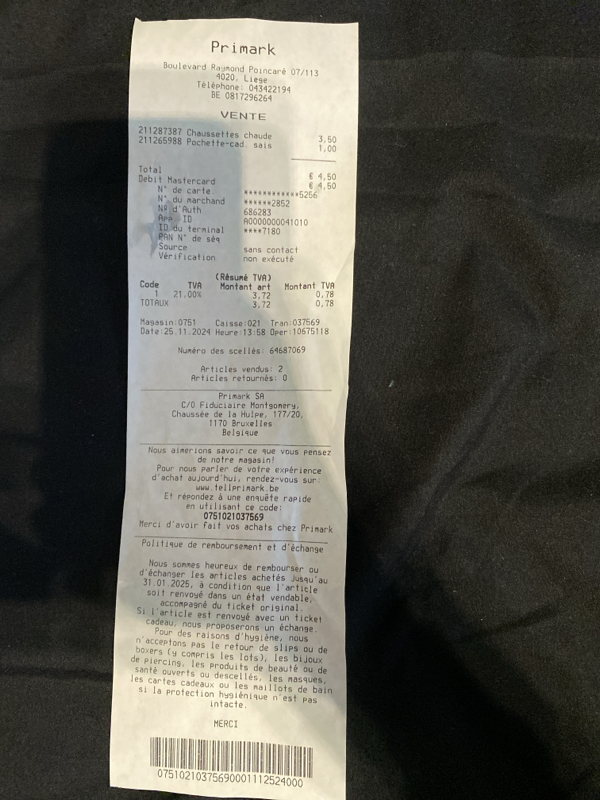 Primark
Boulevard Raymond Poincaré 07/113
4020, Liege
Téléphone: 043422194
BE 0817296264
VENTE
211287387 Chaussettes chaude 3,50
211265988 Pochette-cad. sais 1,00
Total € 4,50
Debit Mastercard € 4,50
N° de carte. ************5256
N° du marchand ******2852
N° d'Auth 686283
App ID A0000000041010
ID du terminal ****7180
PAN N° de séq
Source sans contact
Vérification non exécuté
(Résumé TVA)
Code TVA Montant art Montant TVA
1 21,00% 3,72 0,78
TOTAUX 3,72 0,78
Magasin:0751 Caisse:021 Tran:037569
Date:25.11.2024 Heure:13:58 Oper:10675118
Numéro des scellés: 64687069
Articles vendus: 2
Articles retournés: 0
Primark SA
C/O Fiduciaire Montgomery,
Chaussée de la Hulpe, 177/20,
1170 Bruxelles
Belgique
Nous aimerions savoir ce que vous pensez
de notre magasin!
Pour nous parler de votre expérience
d'achat aujourd'hui, rendez-vous sur:
www.tellprimark.be
Et répondez à une enquête rapide
en utilisant ce code:
0751021037569
Merci d'avoir fait vos achats chez Primark
Politique de remboursement et d'échange
Nous sommes heureux de rembourser ou
d'échanger les articles achetés jusqu'au
31.01.2025, à condition que l'article
soit renvoyé dans un état vendable,
accompagné du ticket original.
Si l'article est renvoyé avec un ticket
cadeau, nous proposerons un échange.
Pour des raisons d'hygiène, nous
n'acceptons pas le retour de slips ou de
boxers (y compris les lots), les bijoux
de piercing, les produits de beauté ou de
santé ouverts ou descellés, les masques,
les cartes cadeaux ou les maillots de bain
si la protection hygiénique n'est pas
intacte.
MERCI
07510210375690001112524000